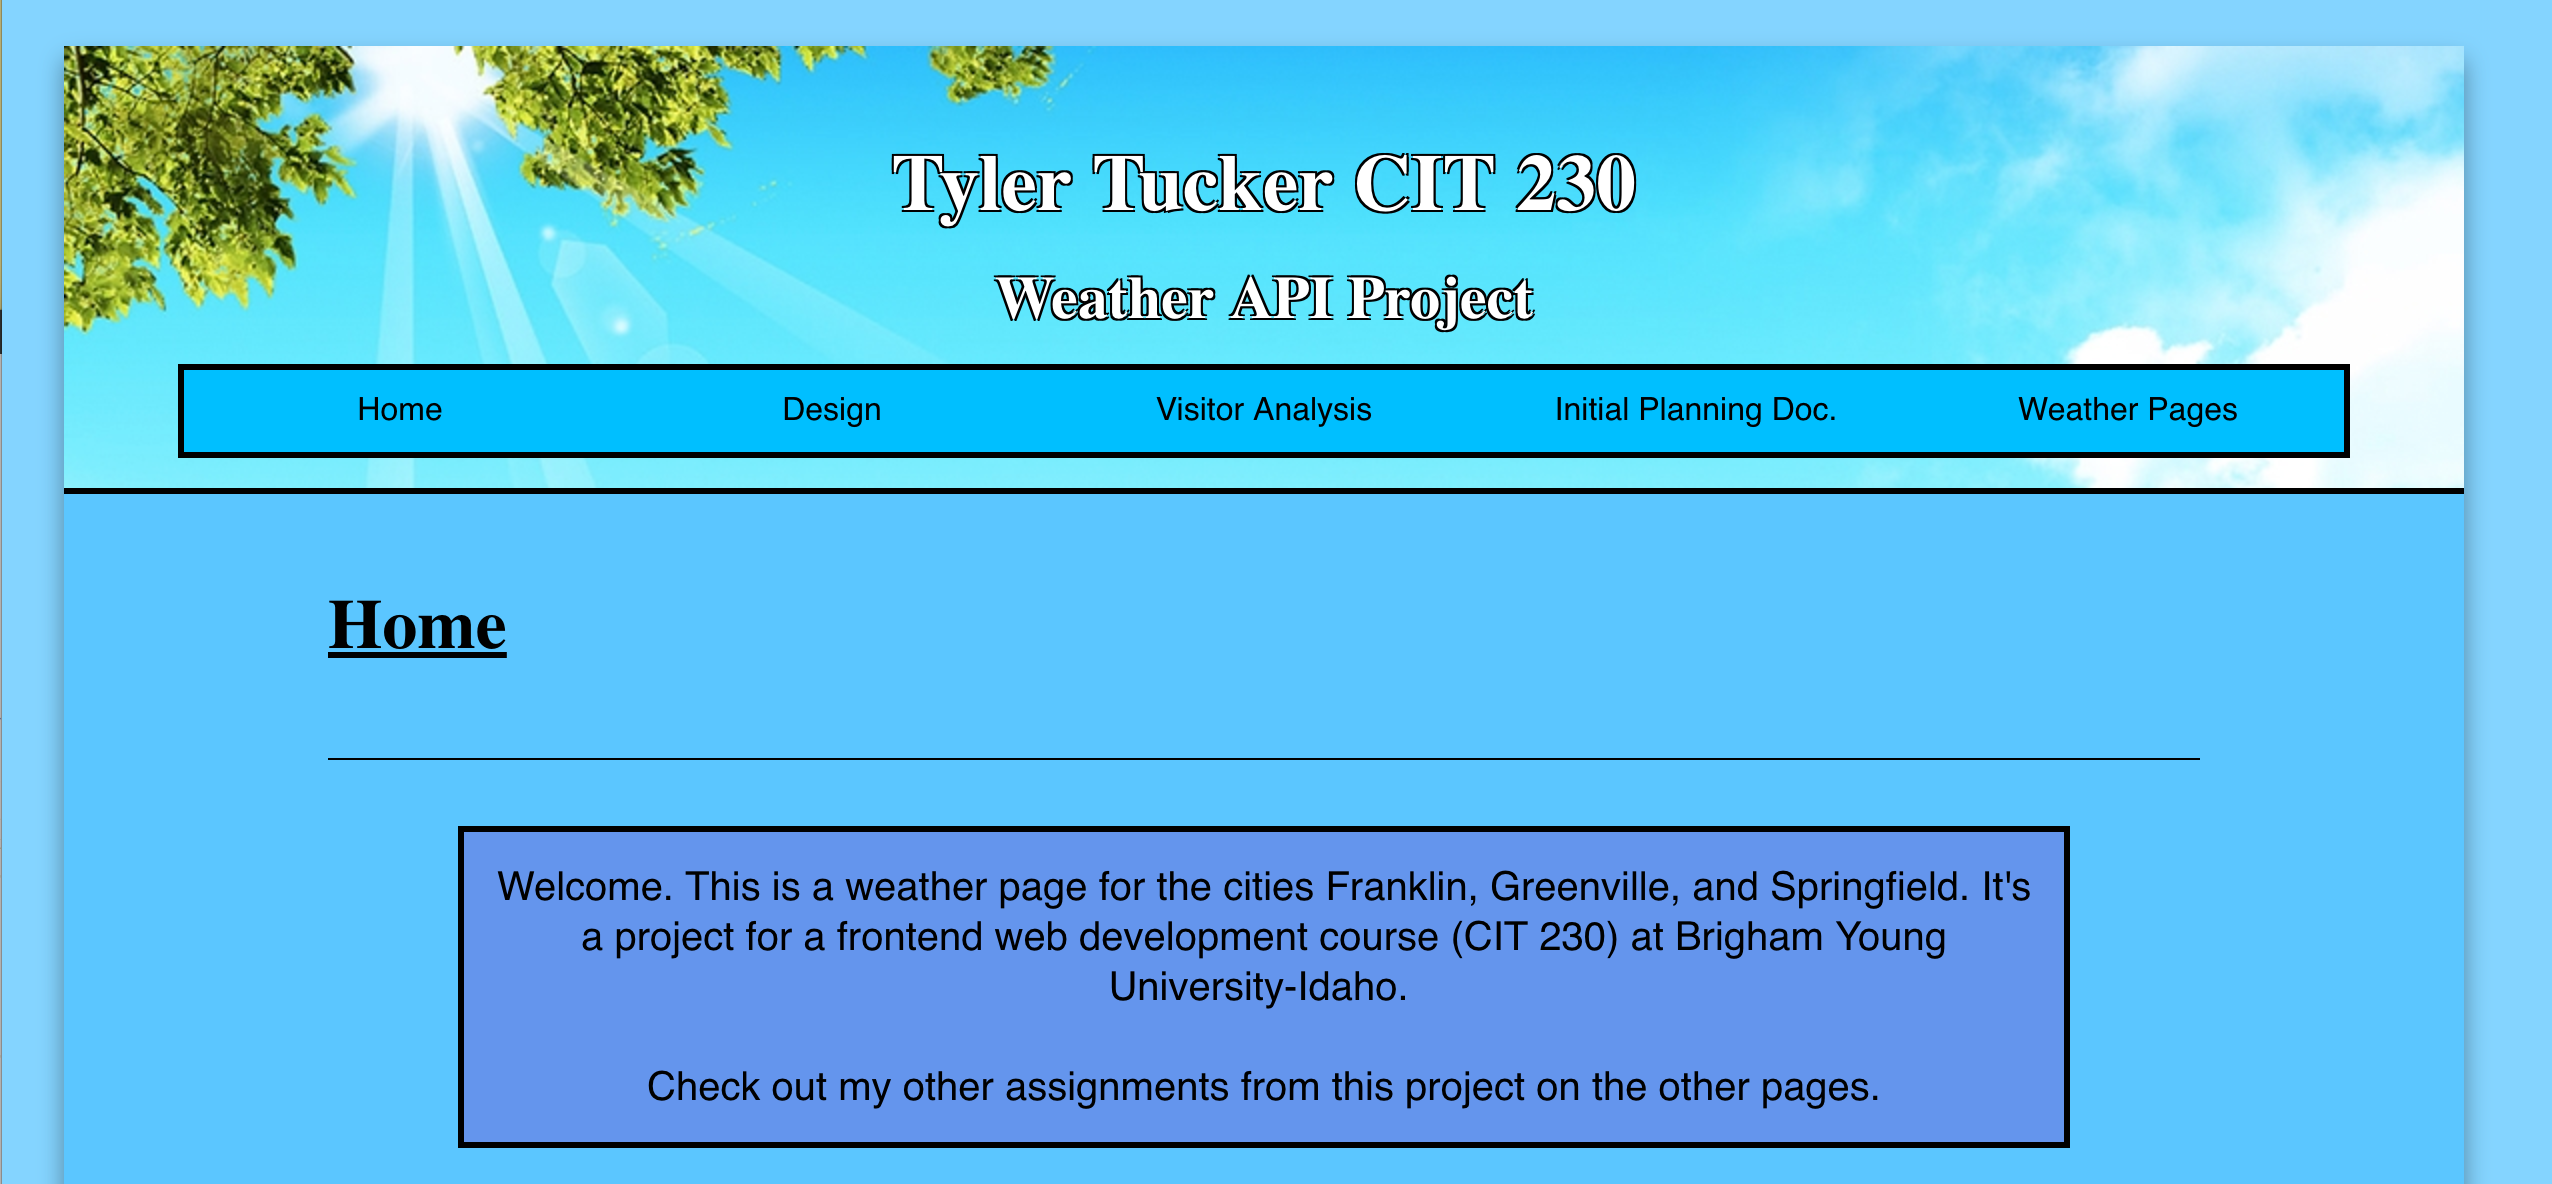 Tyler Tucker CIT 230
Weather API Project
Home
Design
Visitor Analysis
Initial Planning Doc.
Weather Pages
Home
Welcome. This is a weather page for the cities Franklin, Greenville, and Springfield. It's
a project for a frontend web development course (CIT 230) at Brigham Young
University-Idaho.
Check out my other assignments from this project on the other pages.